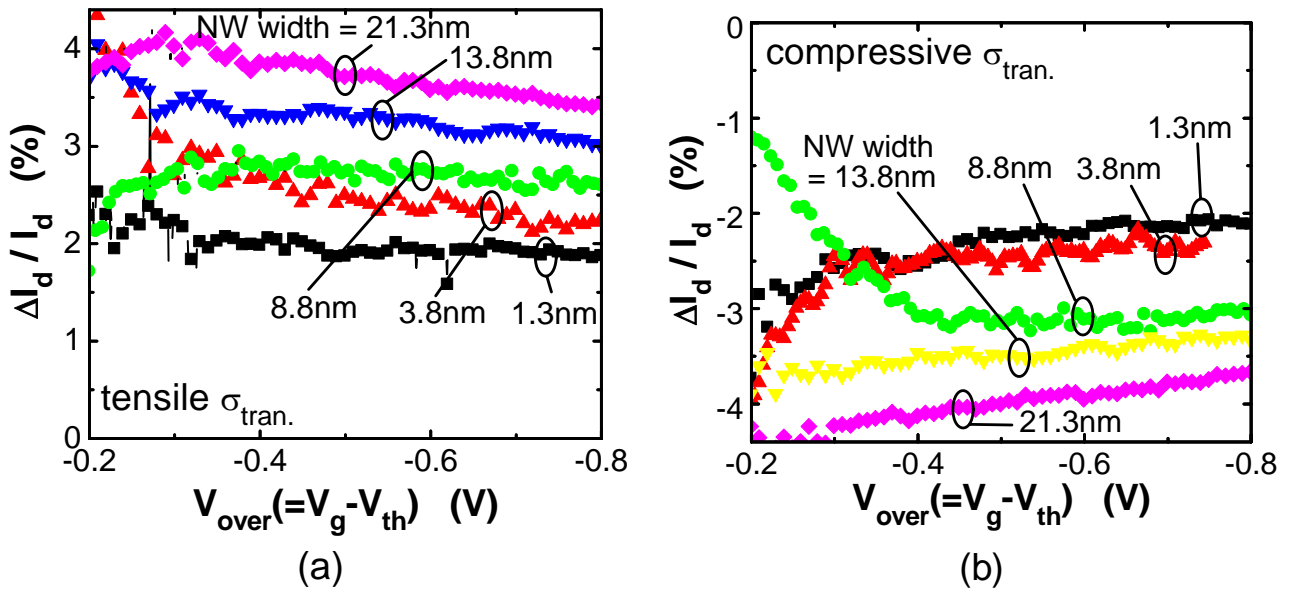 NW width = 21.3nm
13.8nm
8.8nm
3.8nm
1.3nm
tensile σtran.
4
3
2
1
0
ΔId / Id (%)
-0.2 -0.4 -0.6 -0.8
Vover(=Vg-Vth) (V)
(a)
compressive σtran.
1.3nm
NW width
= 13.8nm
8.8nm
3.8nm
21.3nm
0
-1
-2
-3
-4
ΔId / Id (%)
-0.2 -0.4 -0.6 -0.8
Vover(=Vg-Vth) (V)
(b)